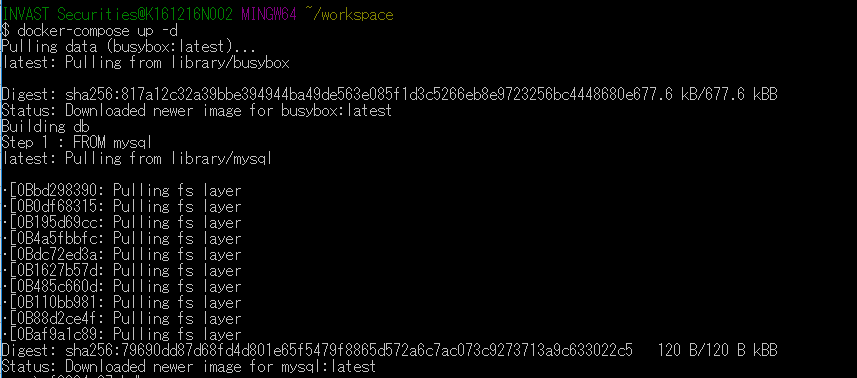 INVAST Securities@K161216N002 MINGW64 ~/workspace
$ docker-compose up -d
Pulling data (busybox:latest)...
latest: Pulling from library/busybox
Digest: sha256:817a12c32a39bbe394944ba49de563e085f1d3c5266eb8e9723256bc4448680e677.6 kB/677.6 kBB
Status: Downloaded newer image for busybox:latest
Building db
Step 1 : FROM mysql
latest: Pulling from library/mysql
·[0Bbd298390: Pulling fs layer
·[0B0df68315: Pulling fs layer
·[0B195d69cc: Pulling fs layer
·[0B4a5fbbfc: Pulling fs layer
·[0Bdc72ed3a: Pulling fs layer
·[0B1627b57d: Pulling fs layer
·[0B485c660d: Pulling fs layer
·[0B110bb981: Pulling fs layer
·[0B88d2ce4f: Pulling fs layer
·[0Baf9a1c89: Pulling fs layer
Digest: sha256:79690dd87d68fd4d801e65f5479f8865d572a6c7ac073c9273713a9c633022c5   120 B/120 B kBB
Status: Downloaded newer image for mysql:latest